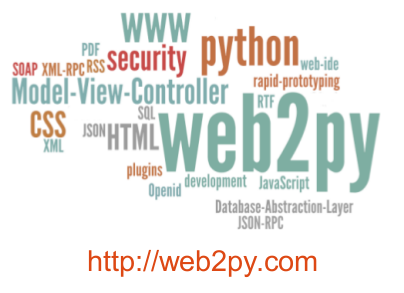 WWW
PDF
security
python
web-ide
SOAP XML-RPC RSS
rapid-prototyping
Model-View-Controller
RTF
SQL
CSS
JSON
HTML
web2py
XML
plugins
Openid
development
JavaScript
Database-Abstraction-Layer
JSON-RPC
http://web2py.com